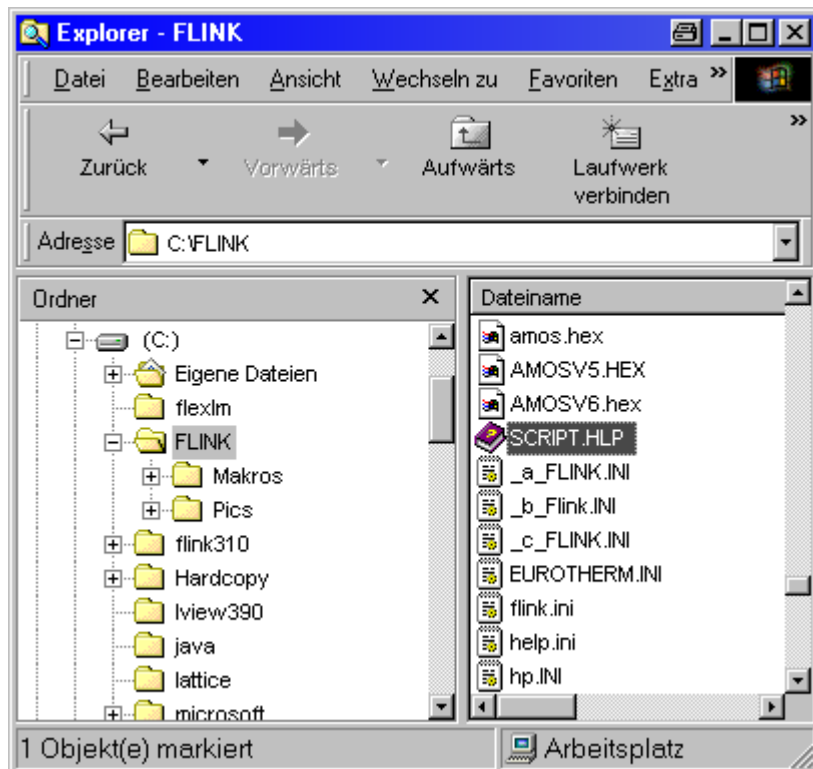 Explorer - FLINK
Datei Bearbeiten Ansicht Wechseln zu Favoriten Extra »
Zurück Vorwärts Aufwärts Laufwerk verbinden »
Adresse C:\FLINK
Ordner
(C:)
Eigene Dateien
flexlm
FLINK
Makros
Pics
flink310
Hardcopy
lview390
java
lattice
microsoft
Dateiname
amos.hex
AMOSV5.HEX
AMOSV6.hex
SCRIPT.HLP
_a_FLINK.INI
_b_Flink.INI
_c_FLINK.INI
EUROTHERM.INI
flink.ini
help.ini
hp.INI
1 Objekt(e) markiert
Arbeitsplatz